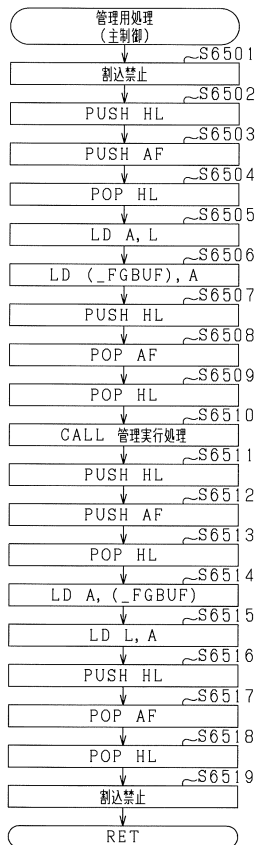 管理用処理
(主制御)
S6501
割込禁止
S6502
PUSH HL
S6503
PUSH AF
S6504
POP HL
S6505
LD A, L
S6506
LD (_FGBUF), A
S6507
PUSH HL
S6508
POP AF
S6509
POP HL
S6510
CALL 管理実行処理
S6511
PUSH HL
S6512
PUSH AF
S6513
POP HL
S6514
LD A, (_FGBUF)
S6515
LD L, A
S6516
PUSH HL
S6517
POP AF
S6518
POP HL
S6519
割込禁止
RET